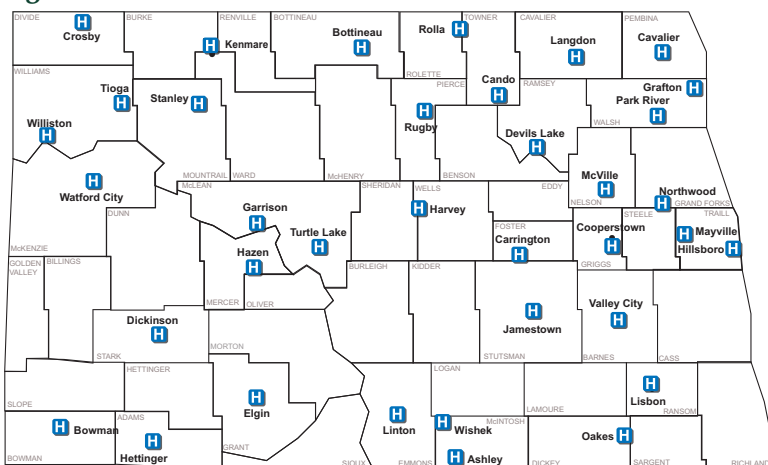 DIVIDE
BURKE
RENVILLE
BOTTINEAU
TOWNER
CAVALIER
PEMBINA
H
Crosby
H
Kenmare
H
Bottineau
Rolla
H
Langdon
H
Cavalier
H
WILLIAMS
ROLETTE
PIERCE
Cando
H
RAMSEY
Grafton
H
Tioga
H
Stanley
H
H
Rugby
Park River
H
WALSH
Williston
H
Devils Lake
H
MOUNTRAIL
WARD
McHENRY
BENSON
Watford City
H
McLEAN
SHERIDAN
WELLS
EDDY
McVille
H
NELSON
Northwood
H
GRAND FORKS
DUNN
Garrison
H
H
Harvey
STEELE
TRAILL
Turtle Lake
H
FOSTER
Carrington
H
Cooperstown
H
H
Mayville
Hillsboro
H
McKENZIE
GOLDEN
VALLEY
BILLINGS
Hazen
H
BURLEIGH
KIDDER
GRIGGS
MERCER
OLIVER
Dickinson
H
H
Jamestown
Valley City
H
STARK
MORTON
STUTSMAN
BARNES
CASS
HETTINGER
LOGAN
SLOPE
H
Elgin
LAMOURE
H
Lisbon
RANSOM
ADAMS
H
Bowman
H
Hettinger
H
Linton
H
Wishek
McINTOSH
Oakes
H
GRANT
BOWMAN
SIOUX
EMMONS
H
Ashley
DICKEY
SARGENT
RICHLAND